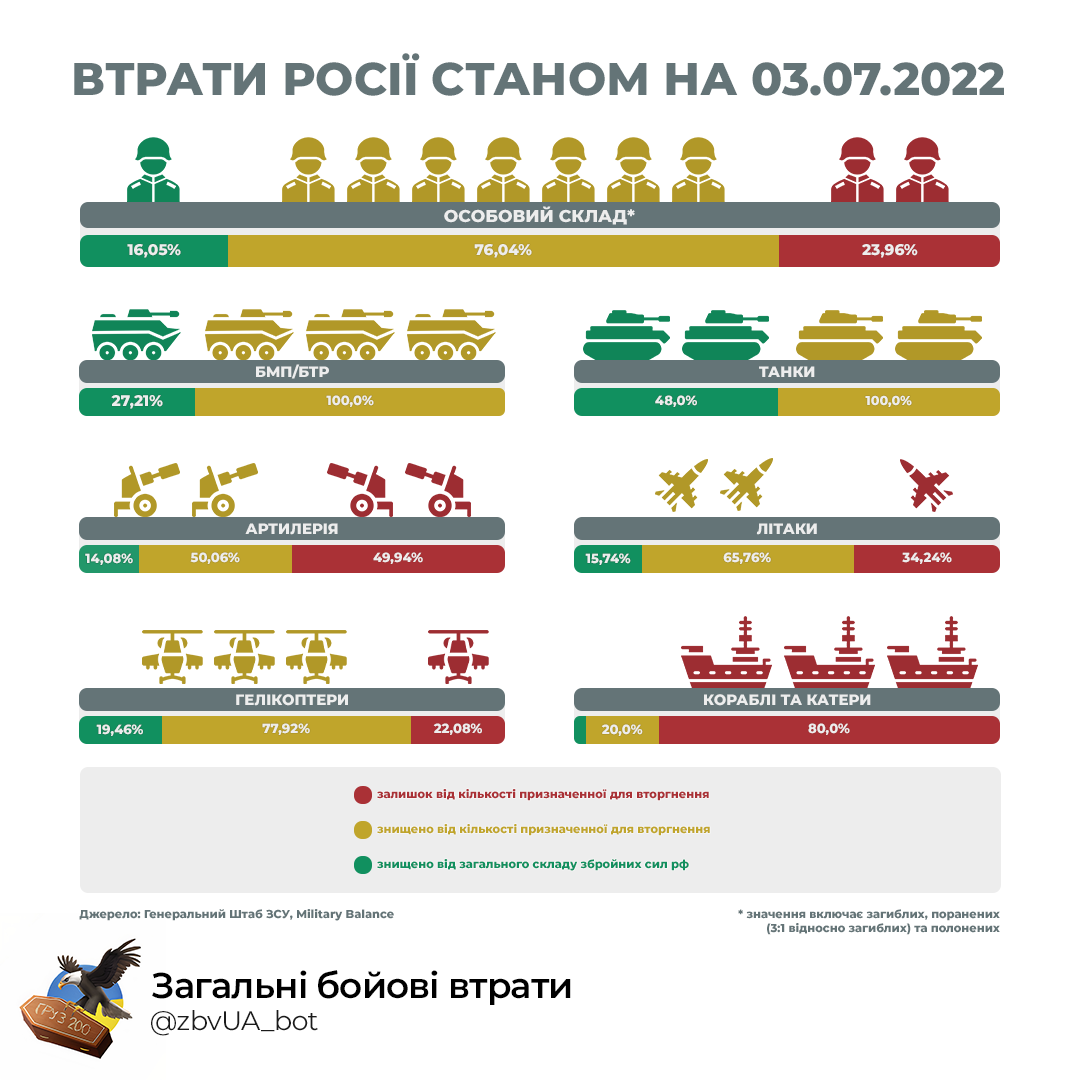 ВТРАТИ РОСІЇ СТАНОМ НА 03.07.2022
ОСОБОВИЙ СКЛАД*
16,05% 76,04% 23,96%
БМП/БТР
27,21% 100,0%
ТАНКИ
48,0% 100,0%
АРТИЛЕРІЯ
14,08% 50,06% 49,94%
ЛІТАКИ
15,74% 65,76% 34,24%
ГЕЛІКОПТЕРИ
19,46% 77,92% 22,08%
КОРАБЛІ ТА КАТЕРИ
20,0% 80,0%
залишок від кількості призначенної для вторгнення
знищено від кількості призначенної для вторгнення
знищено від загального складу збройних сил рф
Джерело: Генеральний Штаб ЗСУ, Military Balance
* значення включає загиблих, поранених
(3:1 відносно загиблих) та полонених
ГРУЗ 200
Загальні бойові втрати
@zbvUA_bot